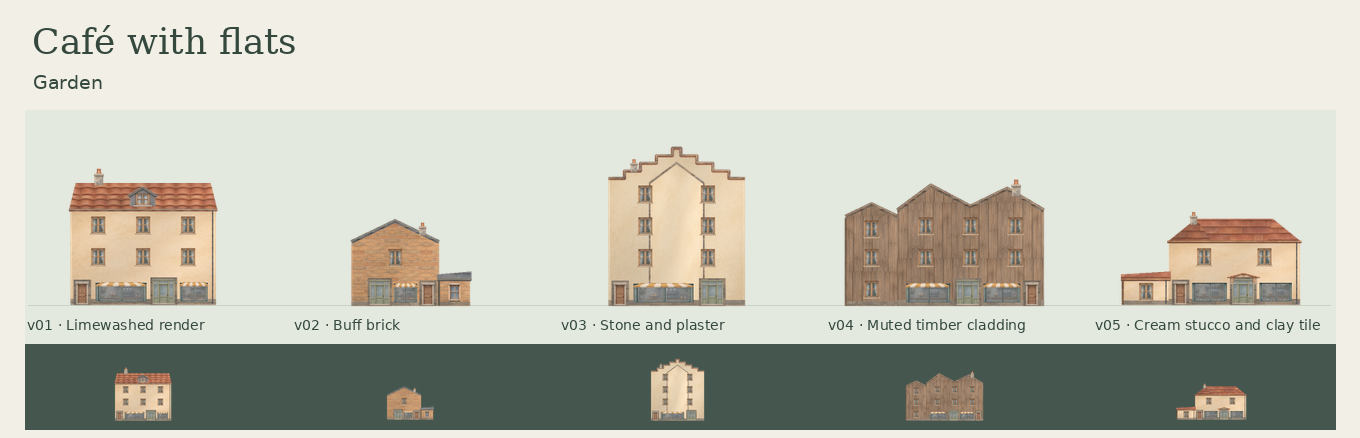 Café with flats
Garden
v01 · Limewashed render
v02 · Buff brick
v03 · Stone and plaster
v04 · Muted timber cladding
v05 · Cream stucco and clay tile